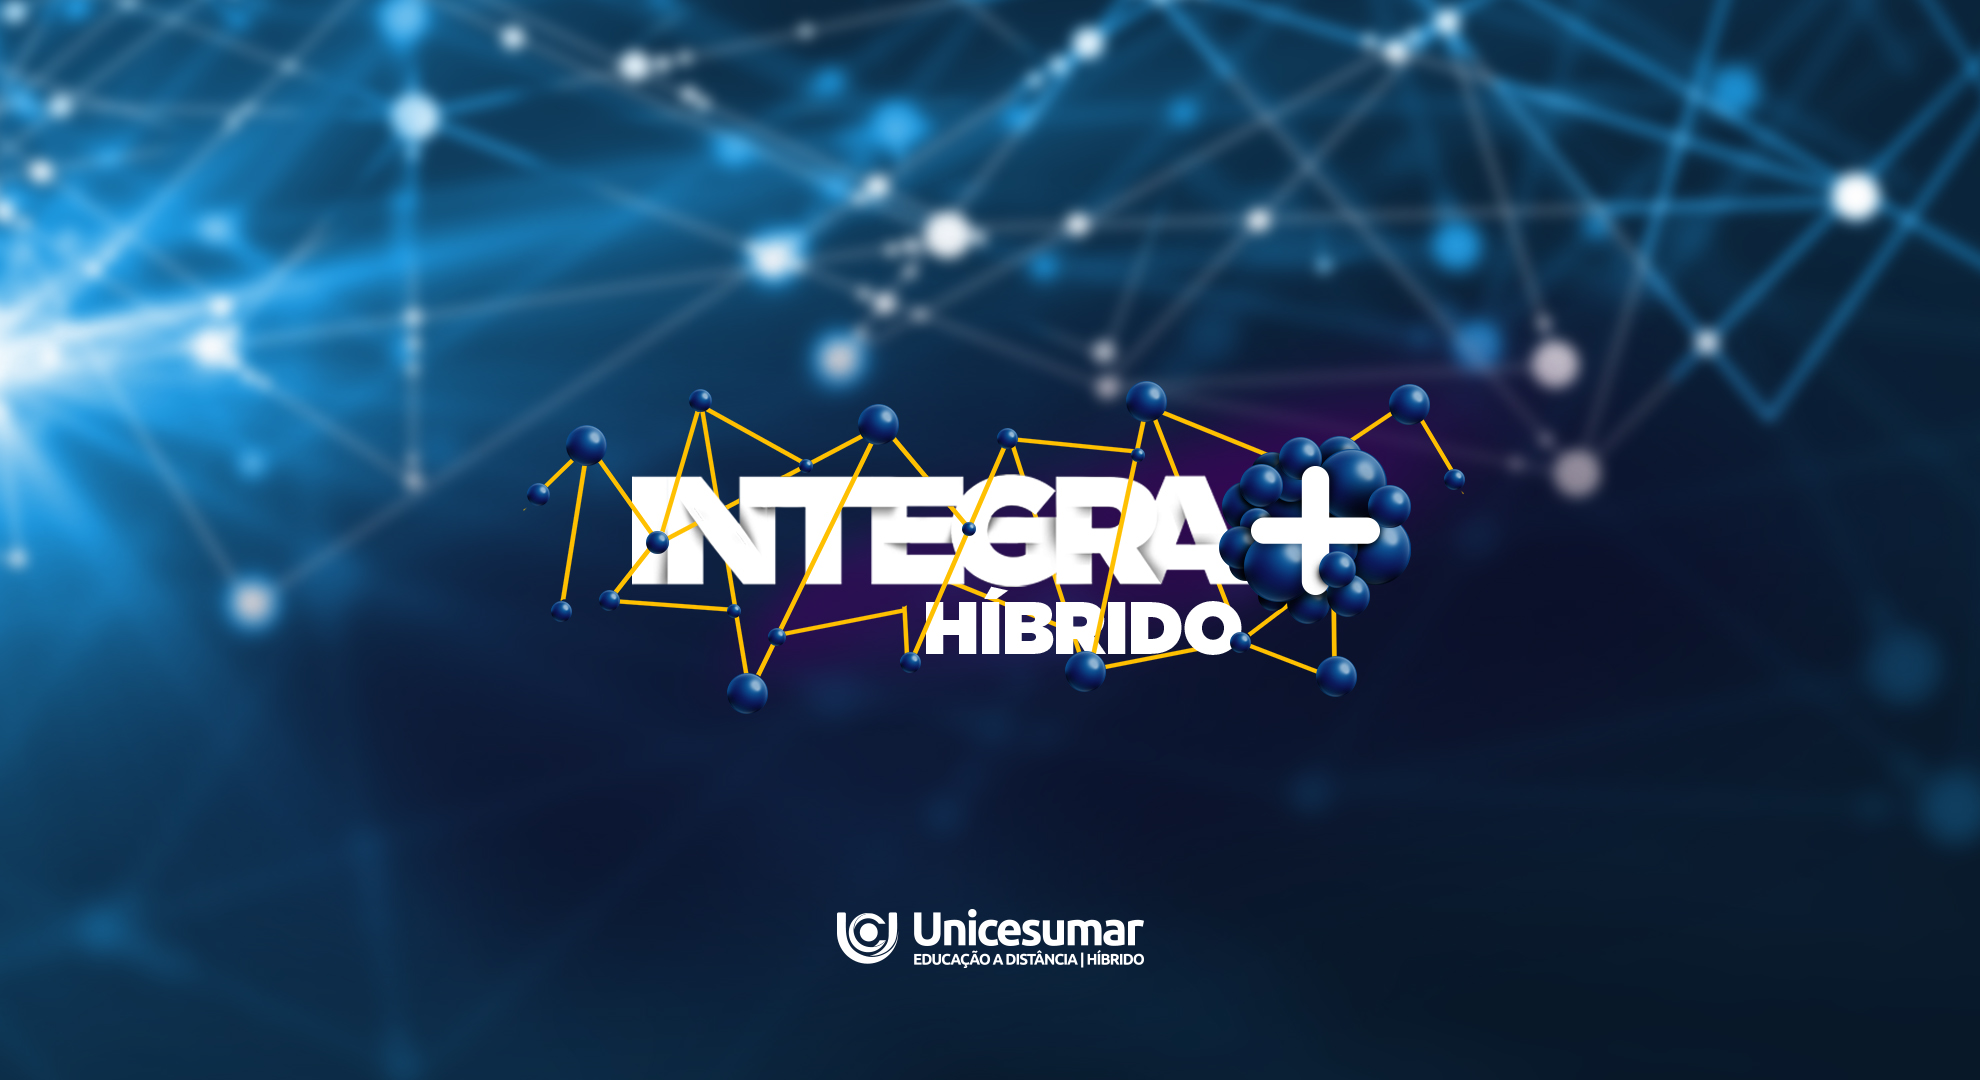 INTEGRA+
HÍBRIDO
Unicesumar
EDUCAÇÃO A DISTÂNCIA | HÍBRIDO